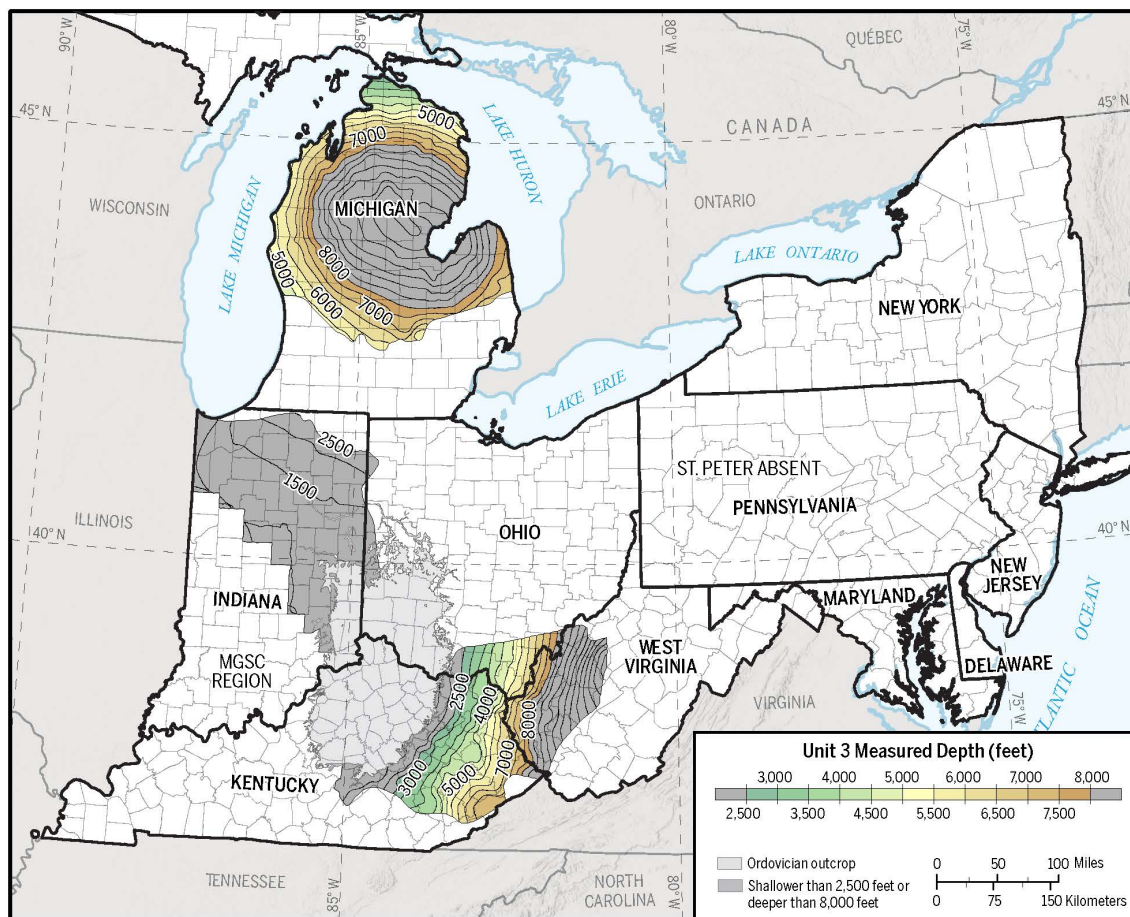 90° W
85° W
80° W
75° W
QUÉBEC
45° N
CANADA
45° N
5000
7000
LAKE HURON
WISCONSIN
LAKE MICHIGAN
MICHIGAN
ONTARIO
LAKE ONTARIO
8000
5000
6000
7000
NEW YORK
LAKE ERIE
2500
1500
ST. PETER ABSENT
PENNSYLVANIA
ILLINOIS
40° N
OHIO
40° N
NEW
JERSEY
INDIANA
MARYLAND
MGSC
REGION
WEST
VIRGINIA
DELAWARE
2500
4000
8000
VIRGINIA
75° W
ATLANTIC OCEAN
3000
5000
7000
KENTUCKY
TENNESSEE
85° W
NORTH
CAROLINA
80° W
Unit 3 Measured Depth (feet)
3,000 4,000 5,000 6,000 7,000 8,000
2,500 3,500 4,500 5,500 6,500 7,500
Ordovician outcrop
Shallower than 2,500 feet or
deeper than 8,000 feet
0 50 100 Miles
0 75 150 Kilometers